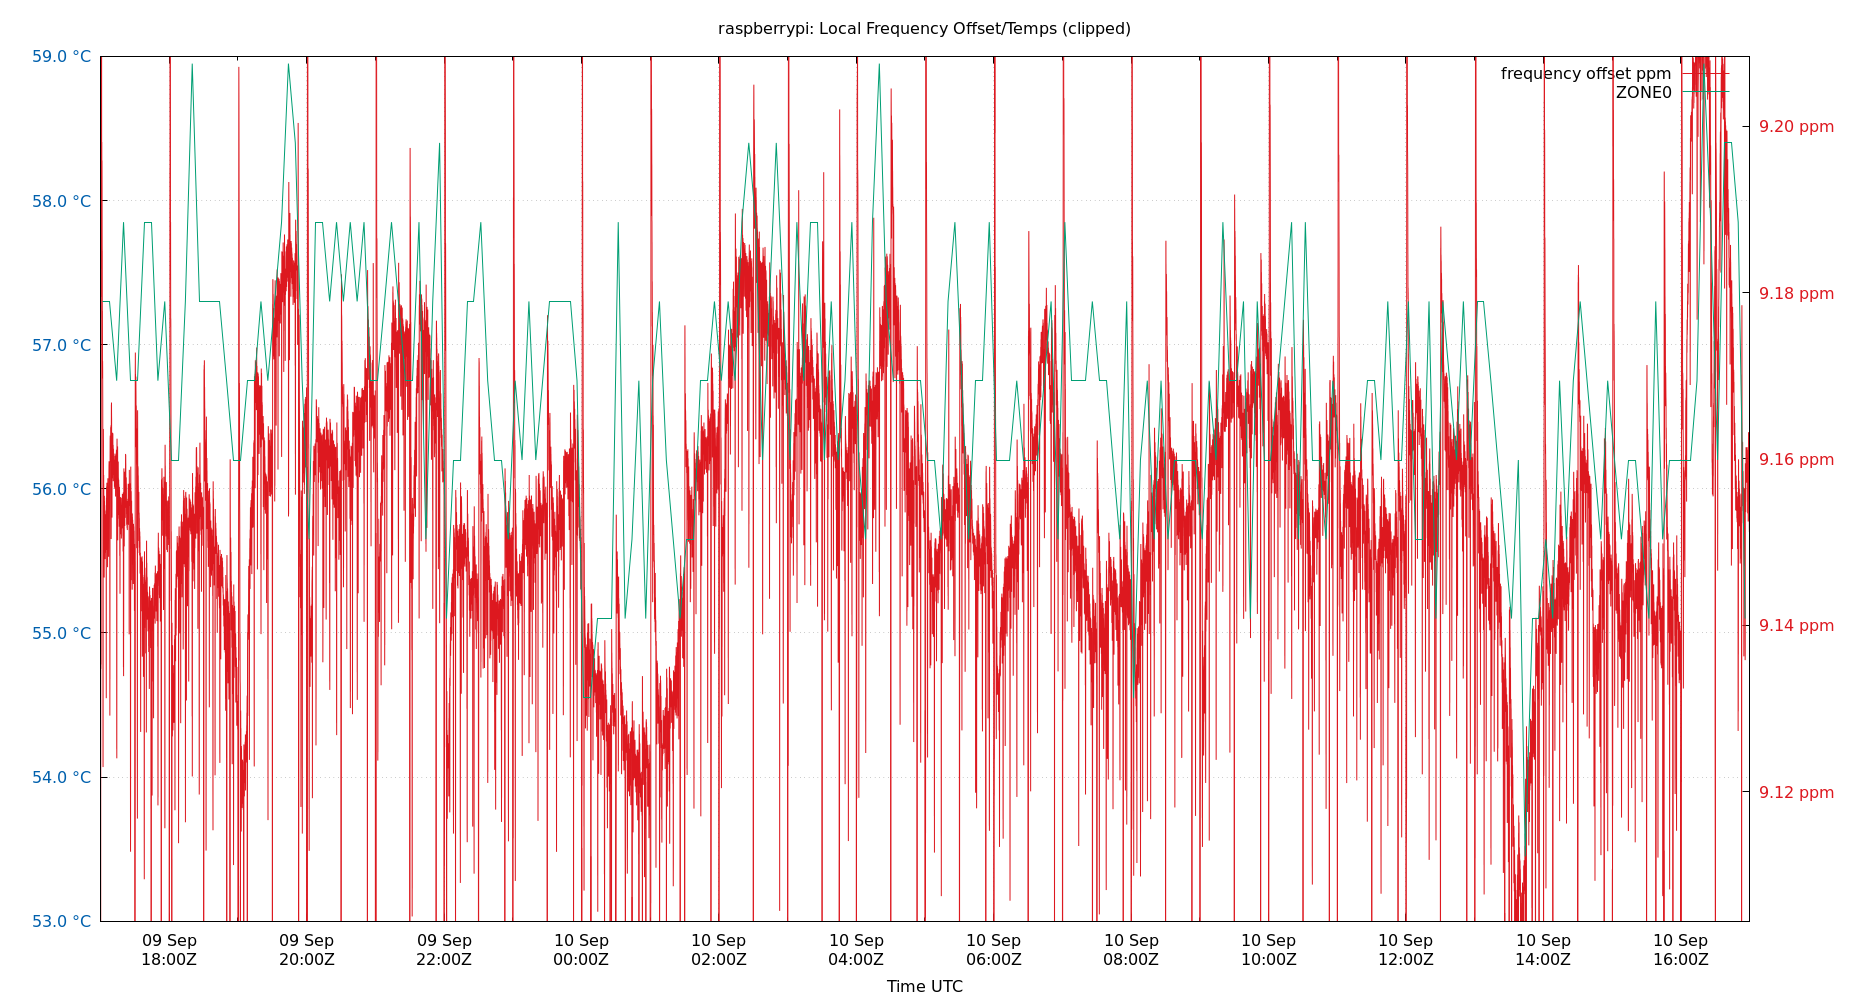 raspberrypi: Local Frequency Offset/Temps (clipped)
frequency offset ppm
ZONE0
59.0 °C
58.0 °C
57.0 °C
56.0 °C
55.0 °C
54.0 °C
53.0 °C
9.20 ppm
9.18 ppm
9.16 ppm
9.14 ppm
9.12 ppm
09 Sep 09 Sep 09 Sep 10 Sep 10 Sep 10 Sep 10 Sep 10 Sep 10 Sep 10 Sep 10 Sep 10 Sep
18:00Z 20:00Z 22:00Z 00:00Z 02:00Z 04:00Z 06:00Z 08:00Z 10:00Z 12:00Z 14:00Z 16:00Z
Time UTC